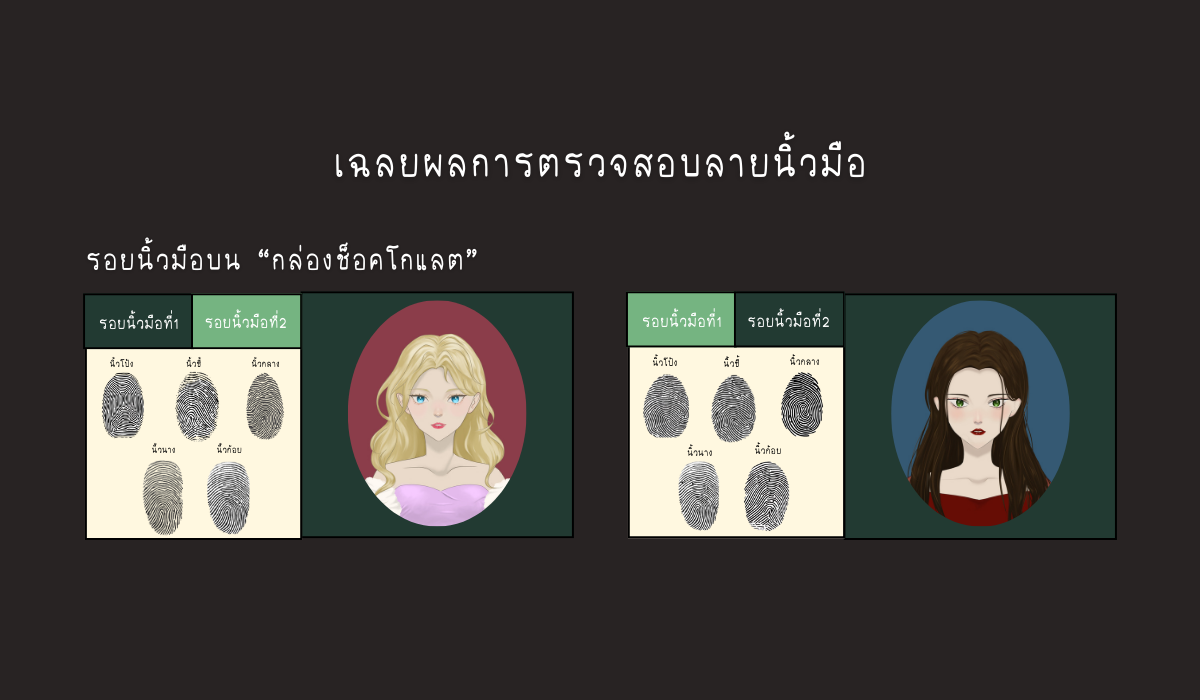 เฉลยผลการตรวจสอบลายนิ้วมือ
รอยนิ้วมือบน “กล่องช็อคโกแลต”
รอยนิ้วมือที่1 รอยนิ้วมือที่2
นิ้วโป้ง นิ้วชี้ นิ้วกลาง
นิ้วนาง นิ้วก้อย
รอยนิ้วมือที่1 รอยนิ้วมือที่2
นิ้วโป้ง นิ้วชี้ นิ้วกลาง
นิ้วนาง นิ้วก้อย